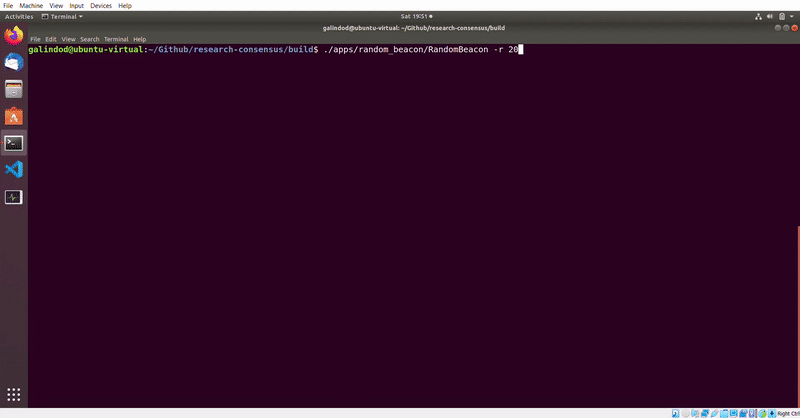 File Machine View Input Devices Help
Activities Terminal Sat 19:51
galindod@ubuntu-virtual: ~/Github/research-consensus/build
File Edit View Search Terminal Help
galindod@ubuntu-virtual:~/Github/research-consensus/build$ ./apps/random_beacon/RandomBeacon -r 20
Right Ctrl